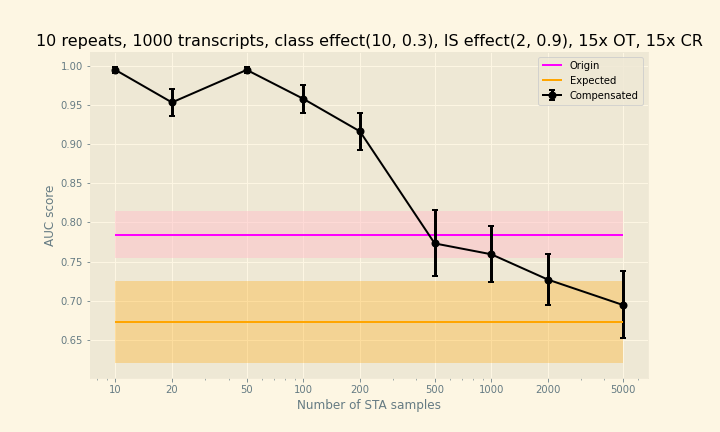 10 repeats, 1000 transcripts, class effect(10, 0.3), IS effect(2, 0.9), 15x OT, 15x CR
Origin
Expected
Compensated
AUC score
1.00
0.95
0.90
0.85
0.80
0.75
0.70
0.65
10 20 50 100 200 500 1000 2000 5000
Number of STA samples